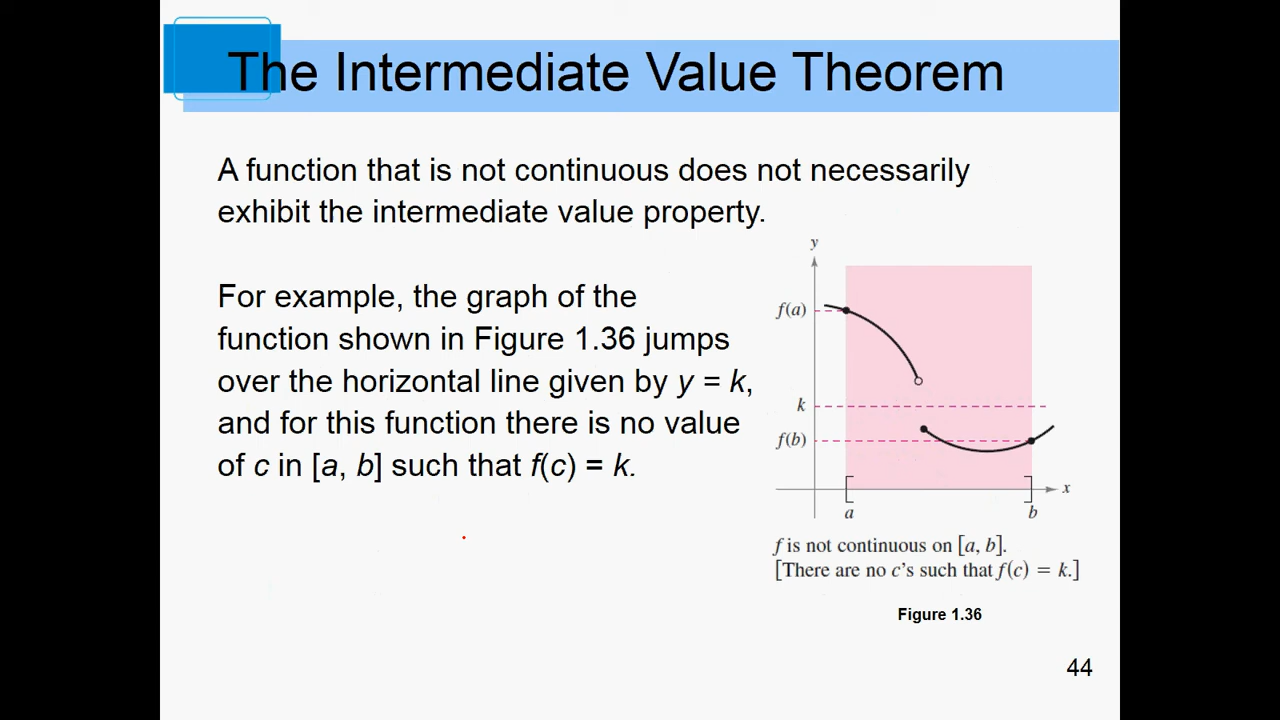 The Intermediate Value Theorem
A function that is not continuous does not necessarily
exhibit the intermediate value property.
For example, the graph of the
function shown in Figure 1.36 jumps
over the horizontal line given by y = k,
and for this function there is no value
of c in [a, b] such that f(c) = k.
y
f(a)
k
f(b)
x
a
b
f is not continuous on [a, b].
[There are no c's such that f(c) = k.]
Figure 1.36
44